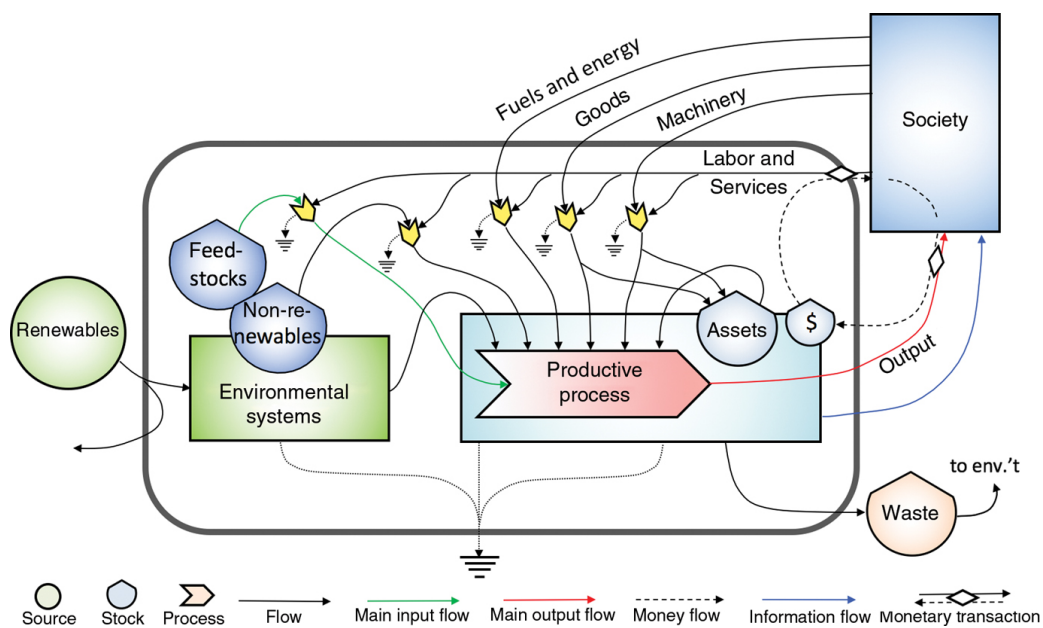 Fuels and energy
Goods
Machinery
Society
Labor and
Services
Feed-
stocks
Non-re-
newables
Renewables
Environmental
systems
Productive
process
Assets
$
Output
Waste
to env.'t
Source
Stock
Process
Flow
Main input flow
Main output flow
Money flow
Information flow
Monetary transaction